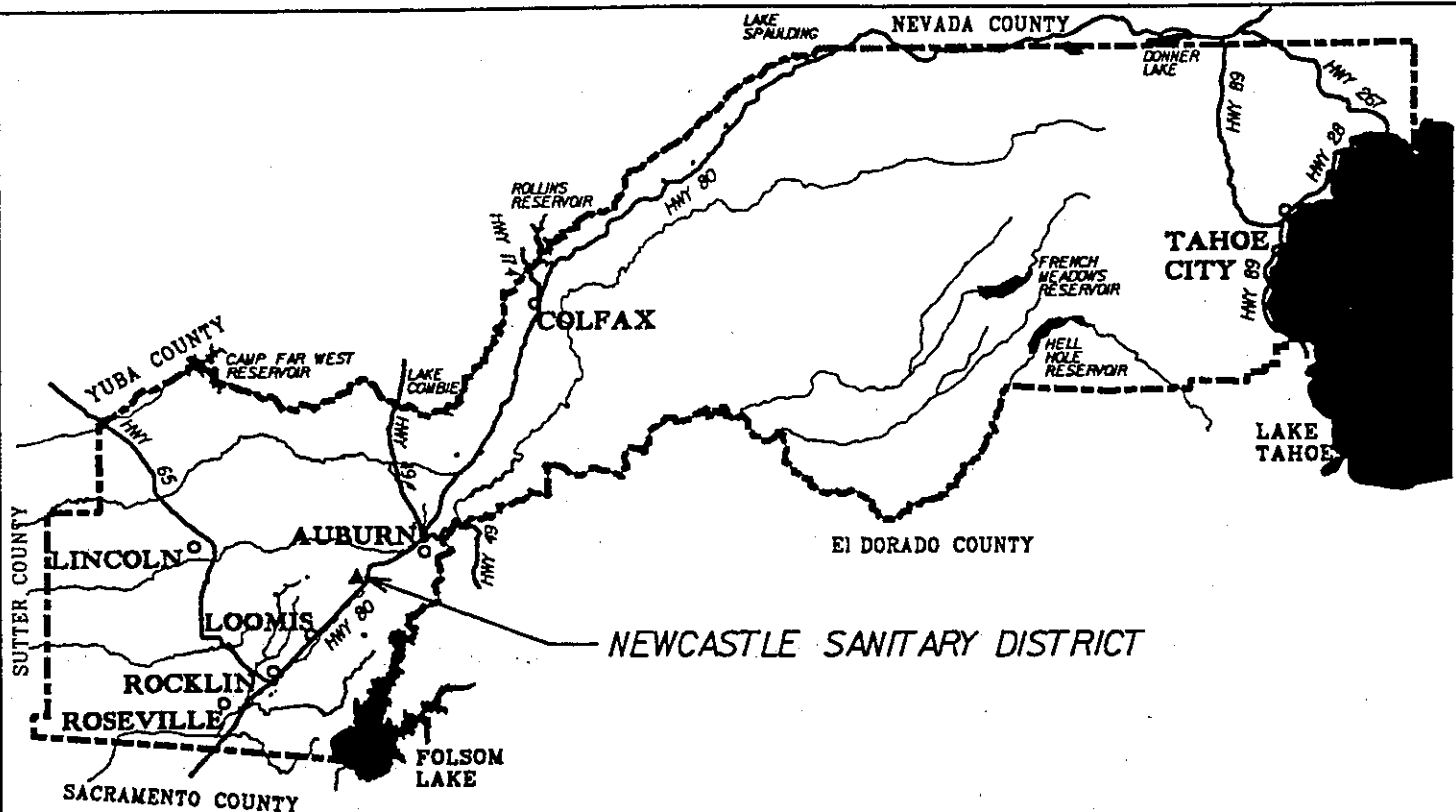 LAKE
SPAULDING
NEVADA COUNTY
DONNER
LAKE
HWY 89
HWY 267
HWY 28
ROLLINS
RESERVOIR
HWY 80
HWY 174
TAHOE
CITY
HWY 89
FRENCH
MEADOWS
RESERVOIR
COLFAX
YUBA COUNTY
CAMP FAR WEST
RESERVOIR
LAKE
COMBIE
HELL
HOLE
RESERVOIR
HWY 65
HWY 49
LAKE
TAHOE
SUTTER COUNTY
AUBURN
HWY 49
El DORADO COUNTY
LINCOLN
LOOMIS
HWY 80
NEWCASTLE SANITARY DISTRICT
ROCKLIN
ROSEVILLE
FOLSOM
LAKE
SACRAMENTO COUNTY